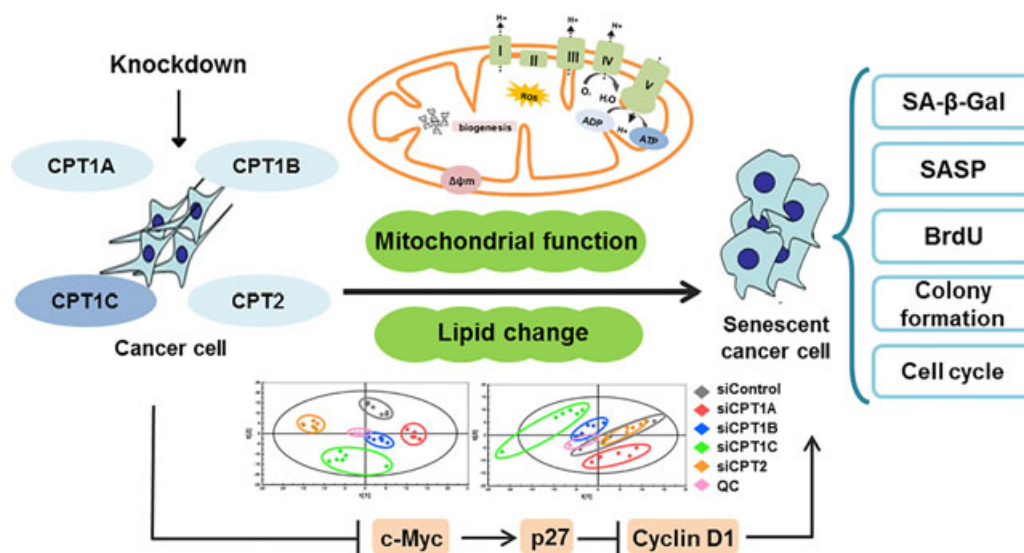 Knockdown
CPT1A
CPT1B
CPT1C
CPT2
Cancer cell
I
II
III
IV
V
H+
H+
H+
ROS
O₂
H₂O
biogenesis
ADP
H+
ATP
Δψm
Mitochondrial function
Lipid change
Senescent
cancer cell
SA-β-Gal
SASP
BrdU
Colony
formation
Cell cycle
siControl
siCPT1A
siCPT1B
siCPT1C
siCPT2
QC
c-Myc
p27
Cyclin D1